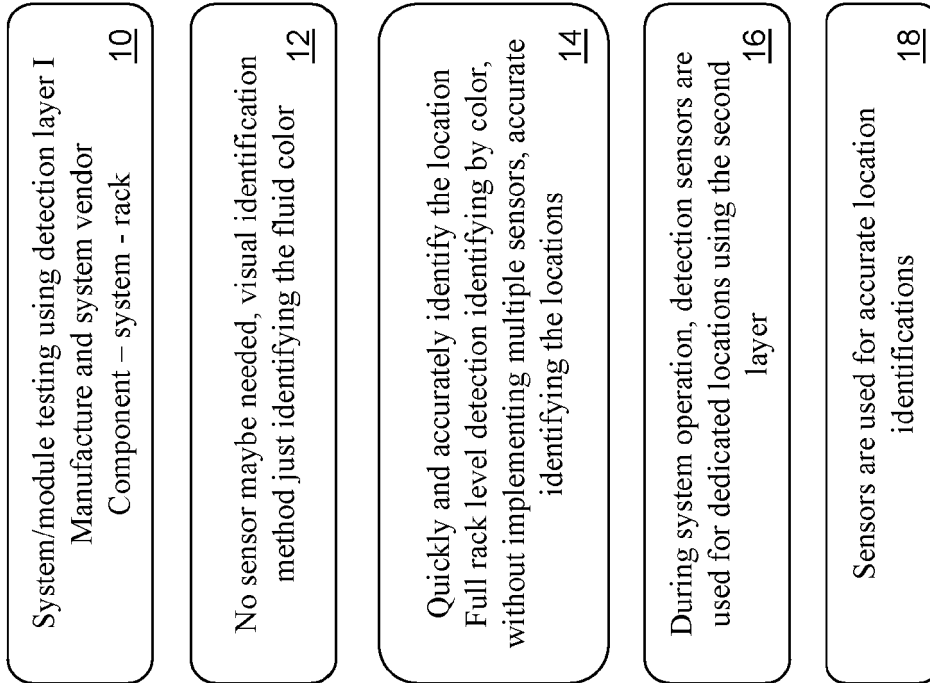 System/module testing using detection layer I
Manufacture and system vendor
Component – system - rack
10
No sensor maybe needed, visual identification
method just identifying the fluid color
12
Quickly and accurately identify the location
Full rack level detection identifying by color,
without implementing multiple sensors, accurate
identifying the locations
14
During system operation, detection sensors are
used for dedicated locations using the second
layer
16
Sensors are used for accurate location
identifications
18